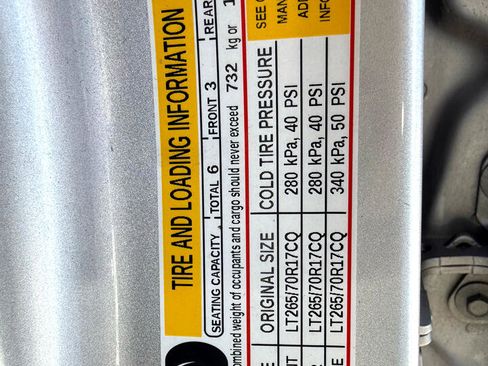 TIRE AND LOADING INFORMATION
SEATING CAPACITY TOTAL 6 FRONT 3 REAR
combined weight of occupants and cargo should never exceed 732 kg or 1
ORIGINAL SIZE COLD TIRE PRESSURE SEE
LT265/70R17CQ 280 kPa, 40 PSI
LT265/70R17CQ 280 kPa, 40 PSI
LT265/70R17CQ 340 kPa, 50 PSI